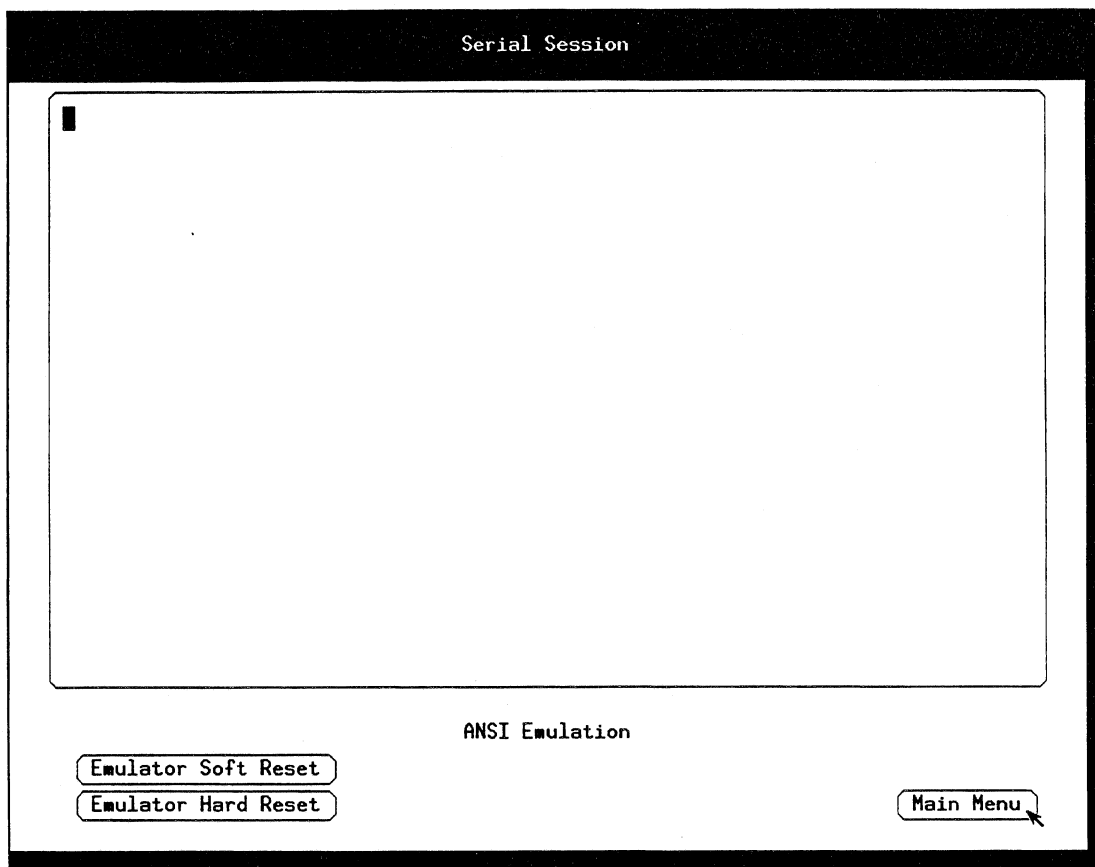 Serial Session
ANSI Emulation
Emulator Soft Reset
Emulator Hard Reset
Main Menu